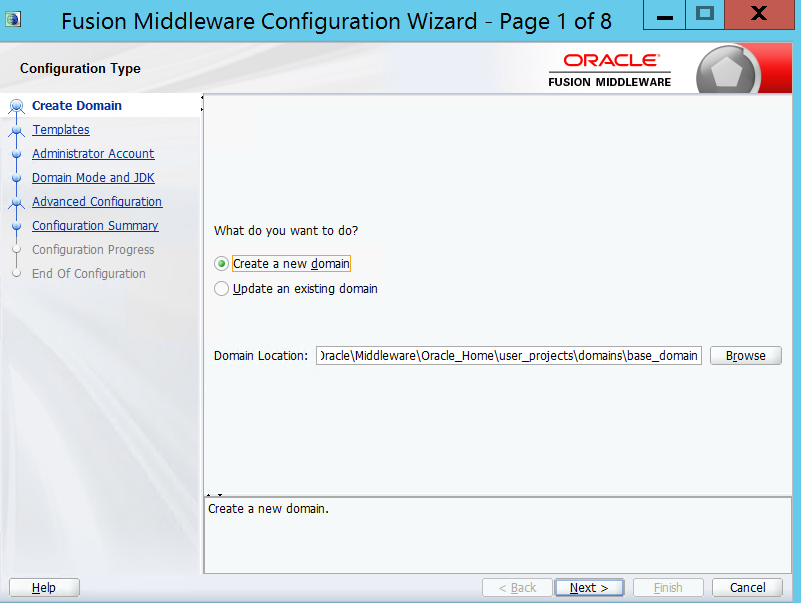 Fusion Middleware Configuration Wizard - Page 1 of 8
Configuration Type
ORACLE
FUSION MIDDLEWARE
Create Domain
Templates
Administrator Account
Domain Mode and JDK
Advanced Configuration
Configuration Summary
Configuration Progress
End Of Configuration
What do you want to do?
Create a new domain
Update an existing domain
Domain Location: Oracle\Middleware\Oracle_Home\user_projects\domains\base_domain Browse
Create a new domain.
Help < Back Next > Finish Cancel